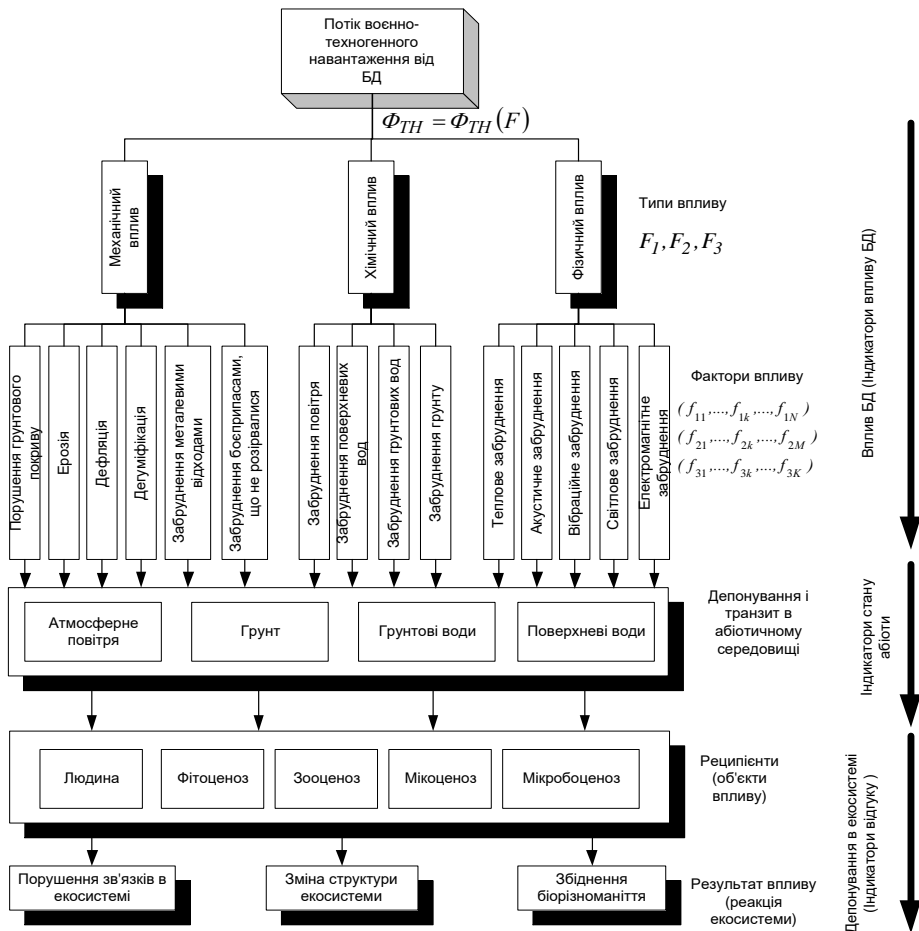 Потік воєнно-
техногенного
навантаження від
БД
Φ_TH = Φ_TH(F)
Механічний
вплив
Хімічний вплив
Фізичний вплив
Типи впливу
F_1, F_2, F_3
Порушення грунтового
покриву
Ерозія
Дефляція
Дегуміфікація
Забруднення металевими
відходами
Забруднення боєприпасами,
що не розірвалися
Забруднення повітря
Забруднення поверхневих
вод
Забруднення грунтових вод
Забруднення грунту
Теплове забруднення
Акустичне забруднення
Вібраційне забруднення
Світлове забруднення
Електромагнітне
забруднення
Фактори впливу
(f_11,...,f_1k,...,f_1N)
(f_21,...,f_2k,...,f_2M)
(f_31,...,f_3k,...,f_3K)
Вплив БД (Індикатори впливу БД)
Атмосферне
повітря
Грунт
Грунтові води
Поверхневі води
Депонування і
транзит в
абіотичному
середовищі
Індикатори стану
абіоти
Людина
Фітоценоз
Зооценоз
Мікоценоз
Мікробоценоз
Реципієнти
(об'єкти
впливу)
Порушення зв'язків в
екосистемі
Зміна структури
екосистеми
Збіднення
біорізноманіття
Результат впливу
(реакція
екосистеми)
Депонування в екосистемі
(Індикатори відгуку )